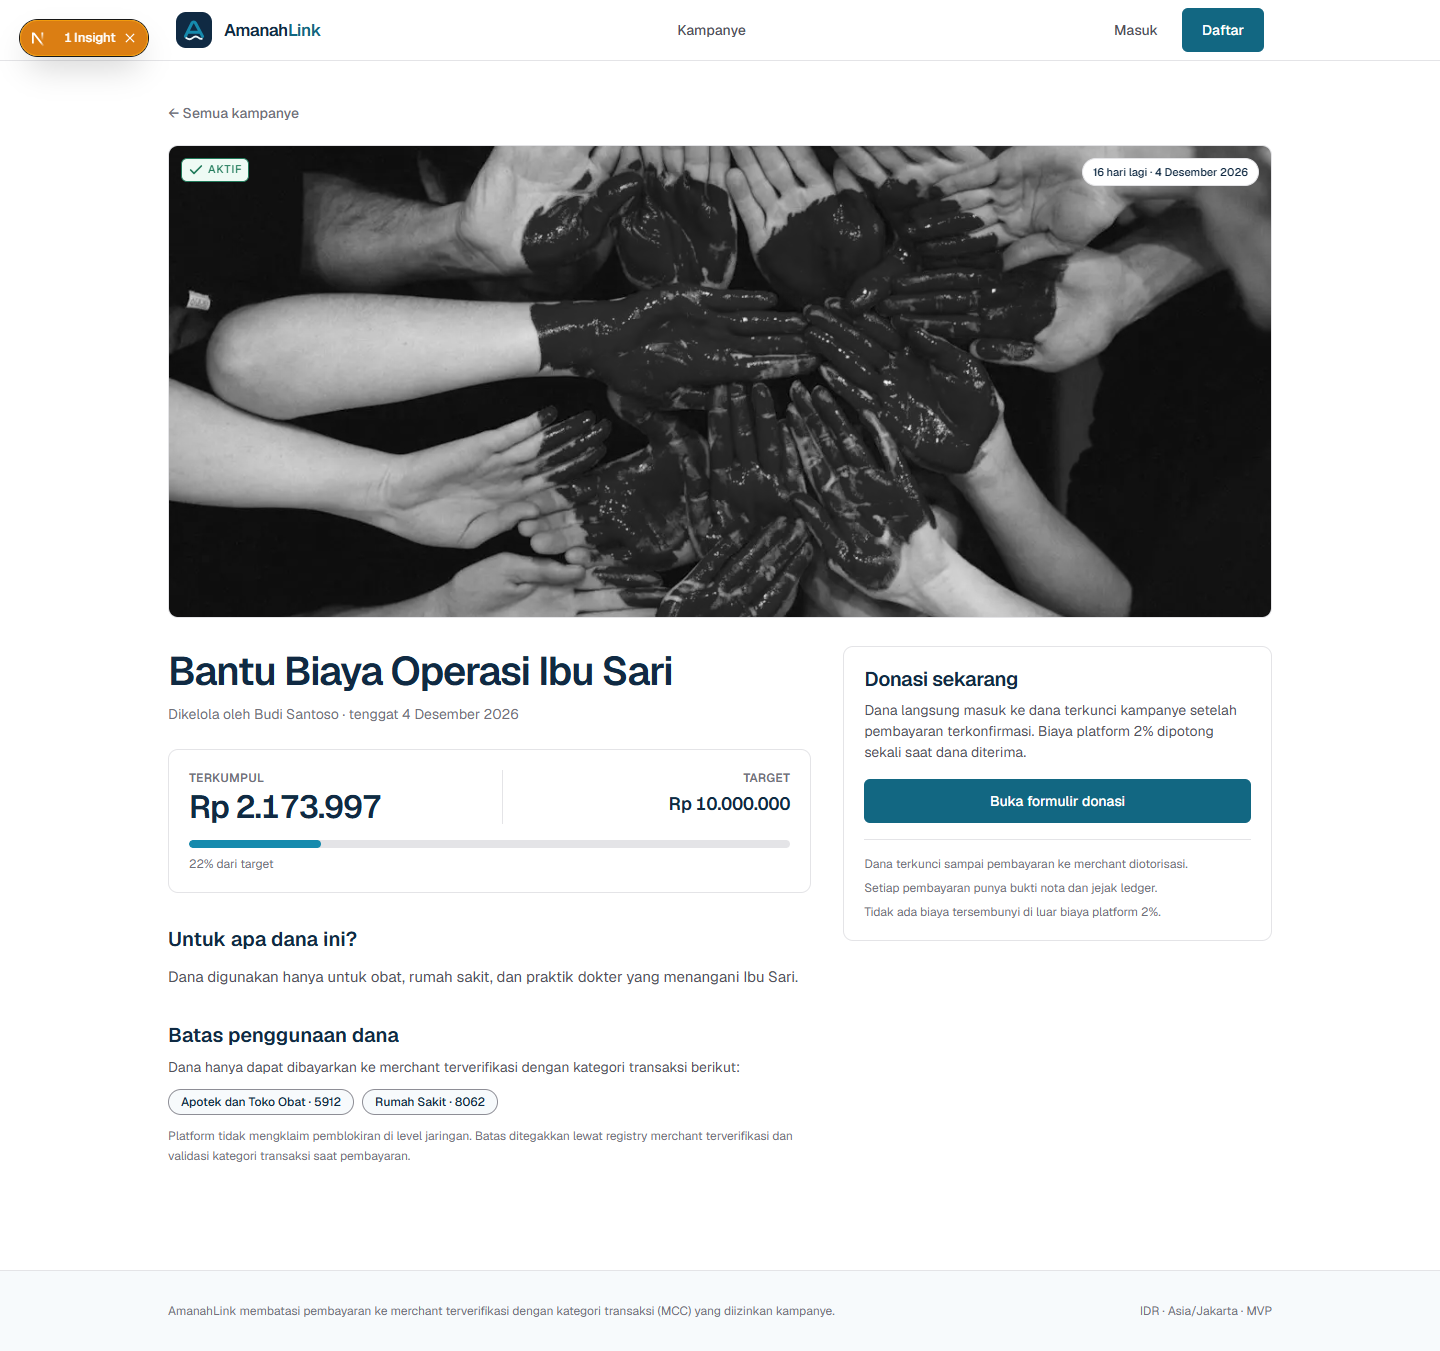 1 Insight
AmanahLink
Kampanye
Masuk
Daftar
← Semua kampanye
AKTIF
16 hari lagi · 4 Desember 2026
Bantu Biaya Operasi Ibu Sari
Dikelola oleh Budi Santoso · tenggat 4 Desember 2026
TERKUMPUL
Rp 2.173.997
TARGET
Rp 10.000.000
22% dari target
Untuk apa dana ini?
Dana digunakan hanya untuk obat, rumah sakit, dan praktik dokter yang menangani Ibu Sari.
Batas penggunaan dana
Dana hanya dapat dibayarkan ke merchant terverifikasi dengan kategori transaksi berikut:
Apotek dan Toko Obat · 5912
Rumah Sakit · 8062
Platform tidak mengklaim pemblokiran di level jaringan. Batas ditegakkan lewat registry merchant terverifikasi dan
validasi kategori transaksi saat pembayaran.
Donasi sekarang
Dana langsung masuk ke dana terkunci kampanye setelah
pembayaran terkonfirmasi. Biaya platform 2% dipotong
sekali saat dana diterima.
Buka formulir donasi
Dana terkunci sampai pembayaran ke merchant diotorisasi.
Setiap pembayaran punya bukti nota dan jejak ledger.
Tidak ada biaya tersembunyi di luar biaya platform 2%.
AmanahLink membatasi pembayaran ke merchant terverifikasi dengan kategori transaksi (MCC) yang diizinkan kampanye.
IDR · Asia/Jakarta · MVP